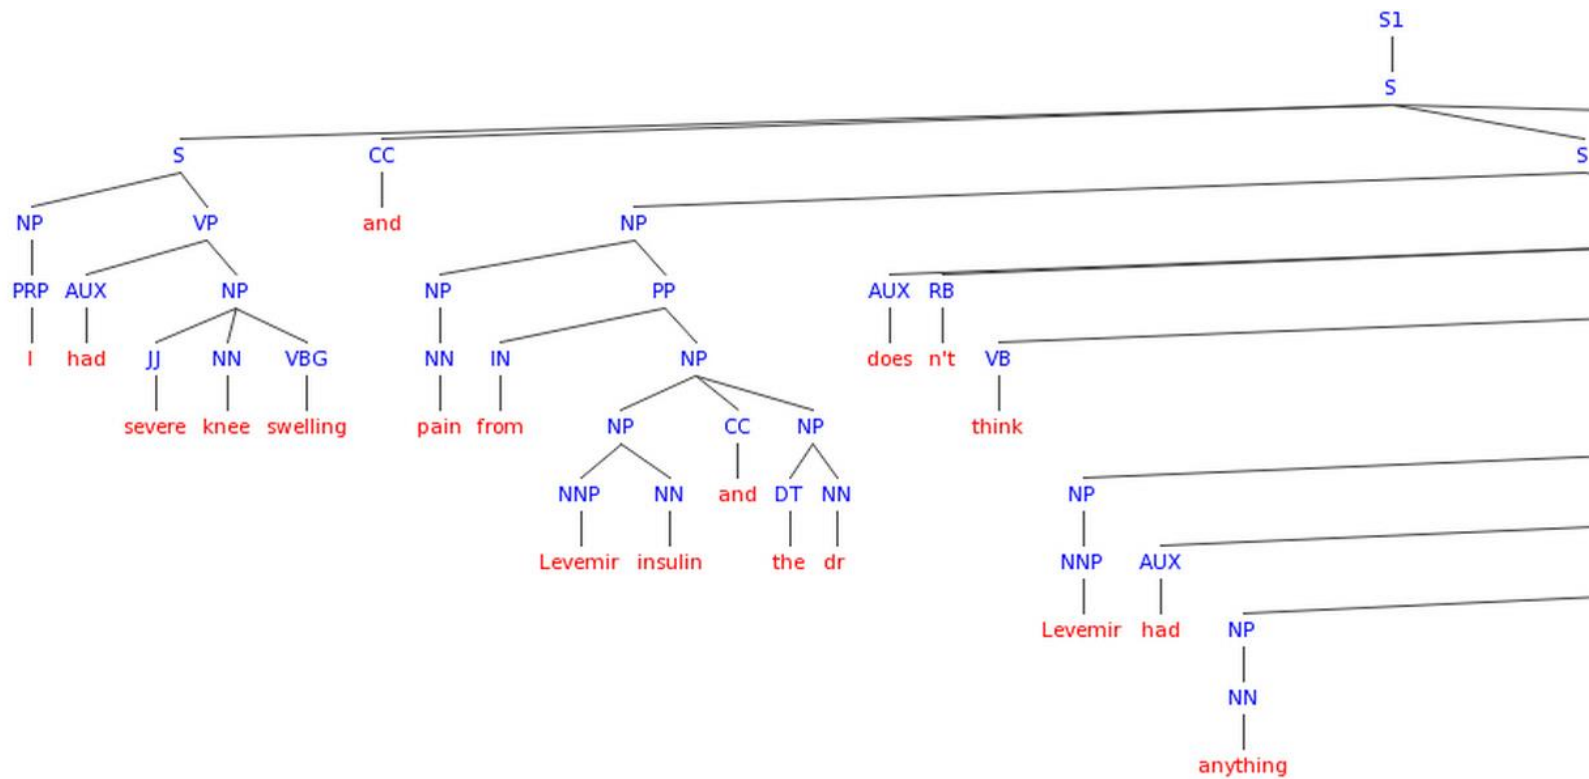 S1
S
S CC S
NP VP and NP
PRP AUX NP NP PP AUX RB
I had JJ NN VBG NN IN NP does n't VB
severe knee swelling pain from NP CC NP think
NNP NN and DT NN NP
Levemir insulin the dr NNP AUX
Levemir had NP
NN
anything